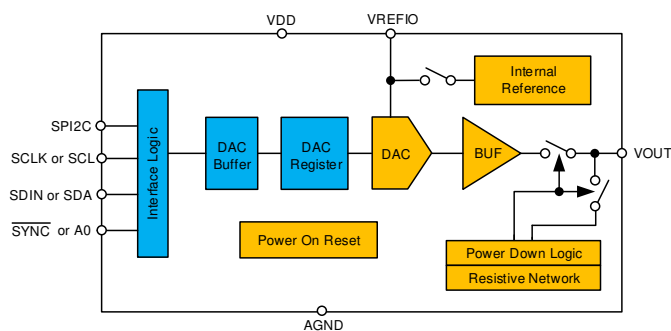 VDD
VREFIO
Internal
Reference
SPI2C
SCLK or SCL
SDIN or SDA
SYNC or A0
Interface Logic
DAC
Buffer
DAC
Register
DAC
BUF
VOUT
Power On Reset
Power Down Logic
Resistive Network
AGND